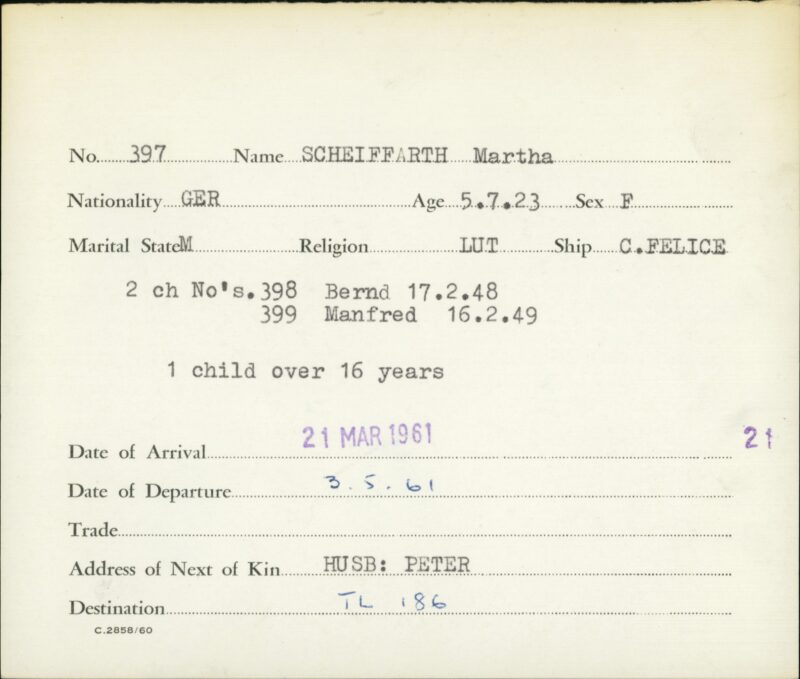 No. 397 Name SCHEIFFARTH Martha
Nationality GER Age 5.7.23 Sex F
Marital State M Religion LUT Ship C.FELICE
2 ch No's. 398 Bernd 17.2.48
399 Manfred 16.2.49
1 child over 16 years
Date of Arrival 21 MAR 1961 21
Date of Departure 3.5.61
Trade
Address of Next of Kin HUSB: PETER
Destination TL 186
C.2858/60